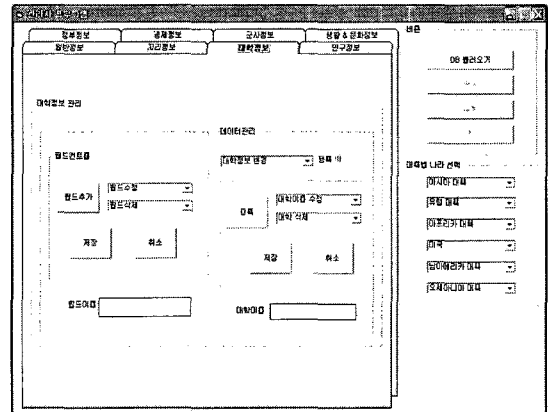 정부정보 경제정보 군사정보 생활 & 문화정보
일반정보 지리정보 대학정보 인구정보
대학정보 관리
필드컨트롤
필드추가
필드수정
필드삭제
저장 취소
필드이름
데이터관리
대학정보 변경
등록
대학이름 수정
대학 삭제
저장 취소
대학이름
버튼
DB 불러오기
대륙별 나라 선택
아시아 대륙
유럽 대륙
아프리카 대륙
미국
남아메리카 대륙
오세아니아 대륙